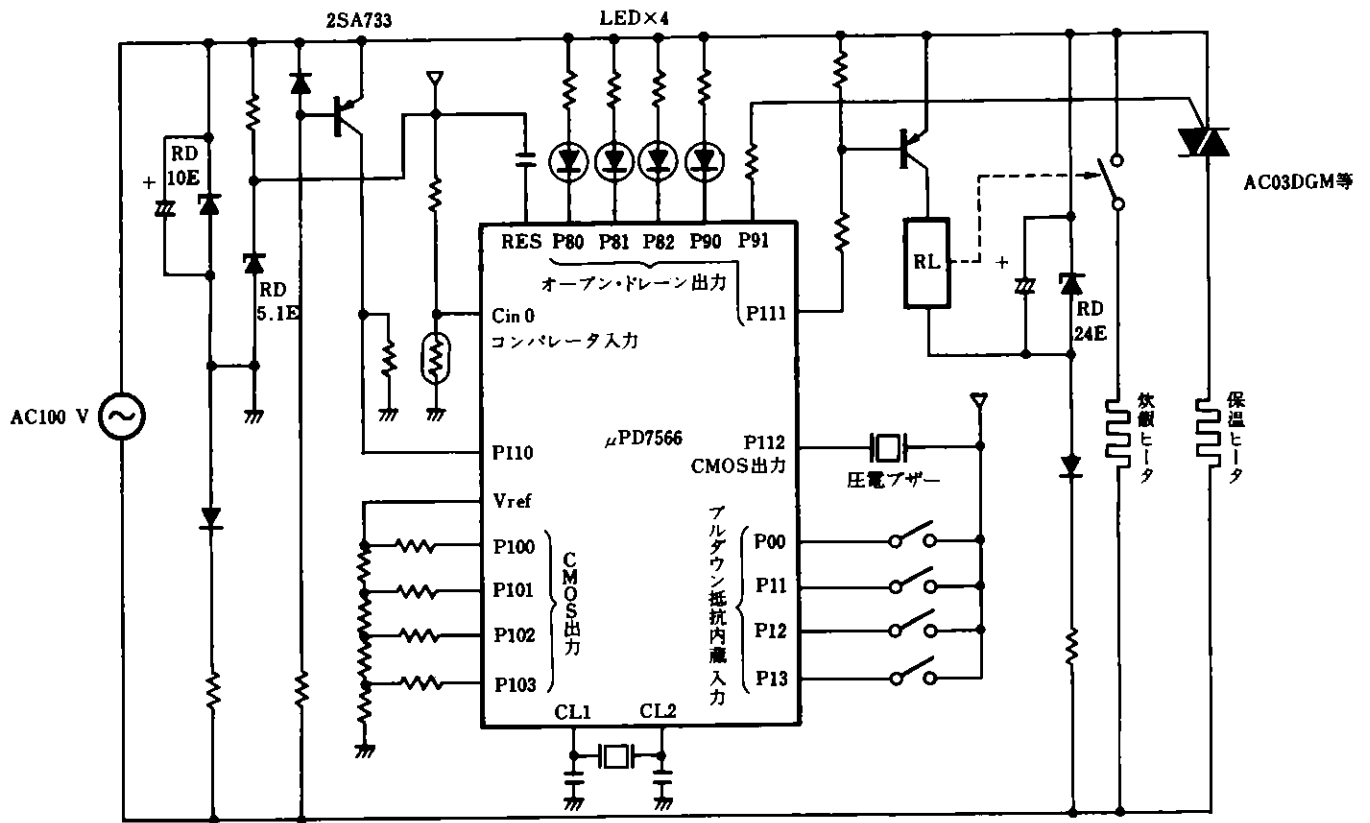 2SA733
LED×4
RD
10E
+
RD
5.1E
RES
P80
P81
P82
P90
P91
オープン・ドレーン出力
P111
Cin 0
コンパレータ入力
RL
+
RD
24E
AC03DGM等
AC100 V
μPD7566
P110
P112
CMOS出力
圧電ブザー
炊飯ヒータ
保温ヒータ
Vref
P100
P101
P102
P103
CMOS出力
プルダウン抵抗内蔵入力
P00
P11
P12
P13
CL1
CL2